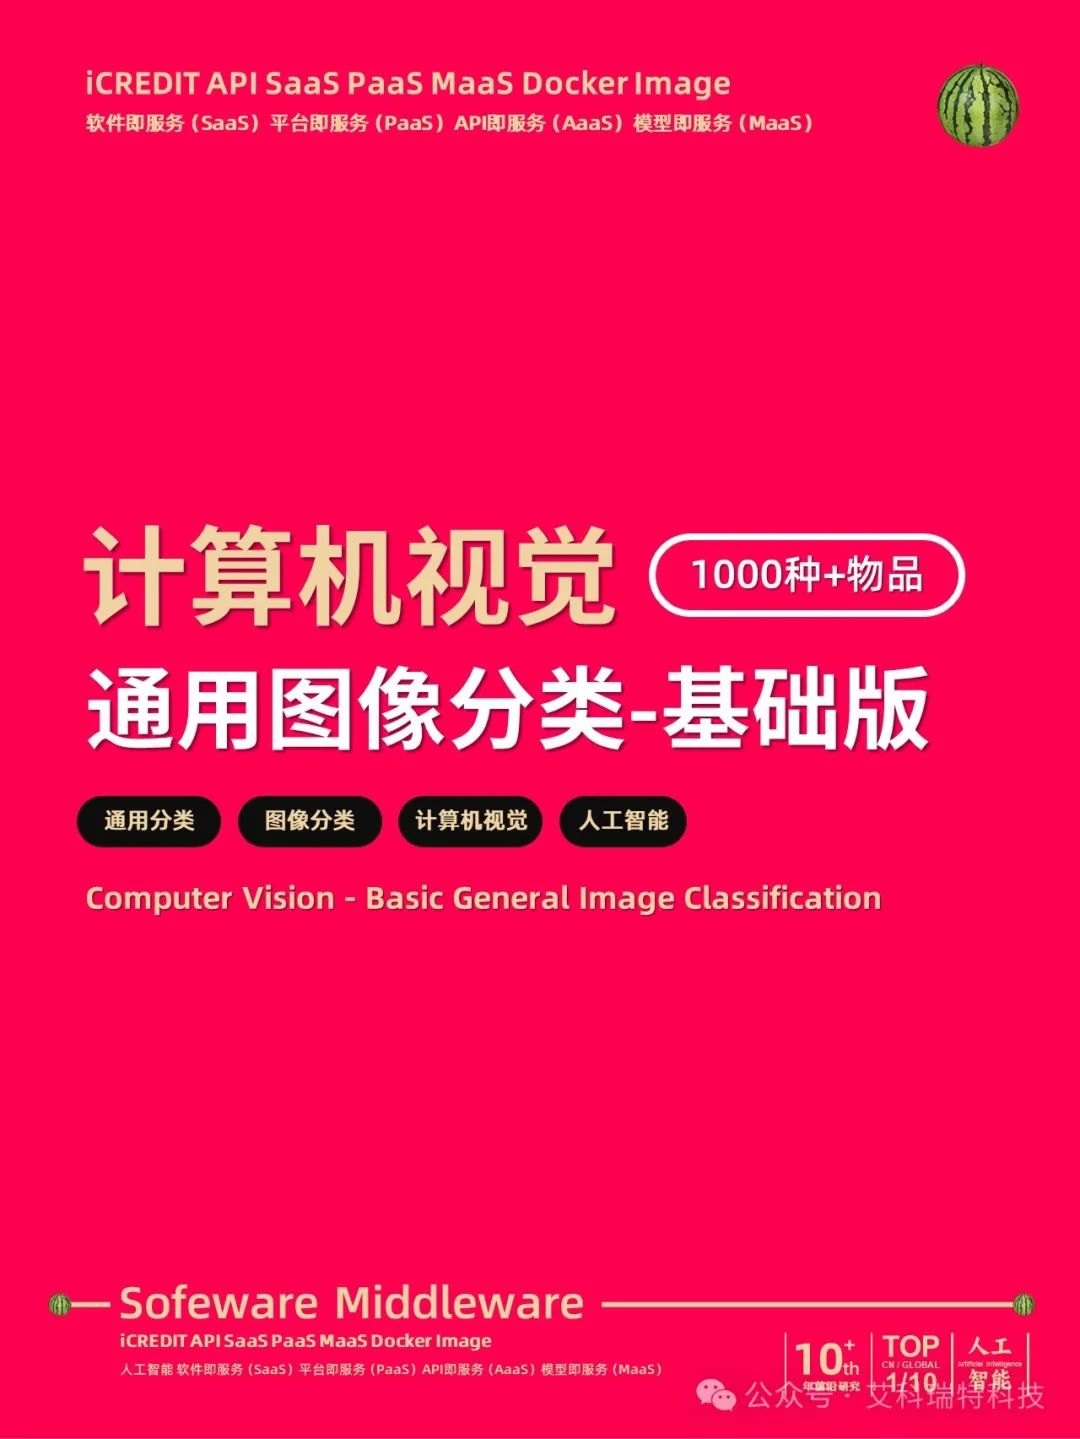 iCREDIT API SaaS PaaS MaaS Docker Image
软件即服务（SaaS）平台即服务（PaaS）API即服务（AaaS）模型即服务（MaaS）
计算机视觉
1000种+物品
通用图像分类-基础版
通用分类 图像分类 计算机视觉 人工智能
Computer Vision - Basic General Image Classification
Sofeware Middleware
iCREDIT API SaaS PaaS MaaS Docker Image
人工智能 软件即服务（SaaS）平台即服务（PaaS）API即服务（AaaS）模型即服务（MaaS）
10+th
年前沿研究
TOP
CN / GLOBAL
1/10
人工
Artificial Intelligence
智能
公众号 · 艾科瑞特科技